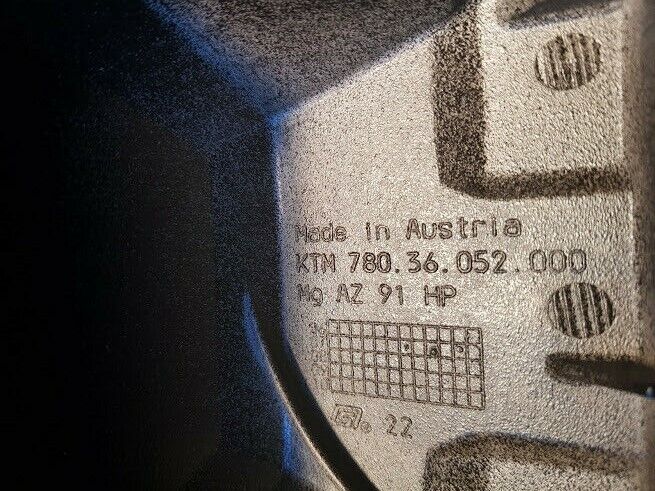 Made in Austria
KTM 780.36.052.000
Mg AZ 91 HP
22